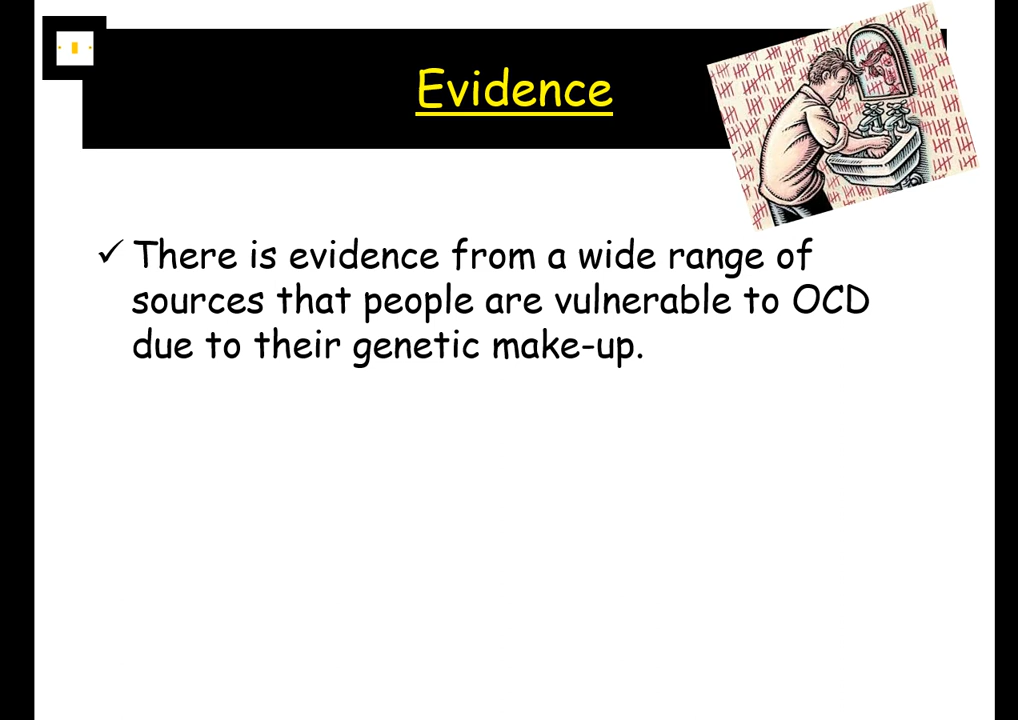 Evidence
✓ There is evidence from a wide range of
sources that people are vulnerable to OCD
due to their genetic make-up.